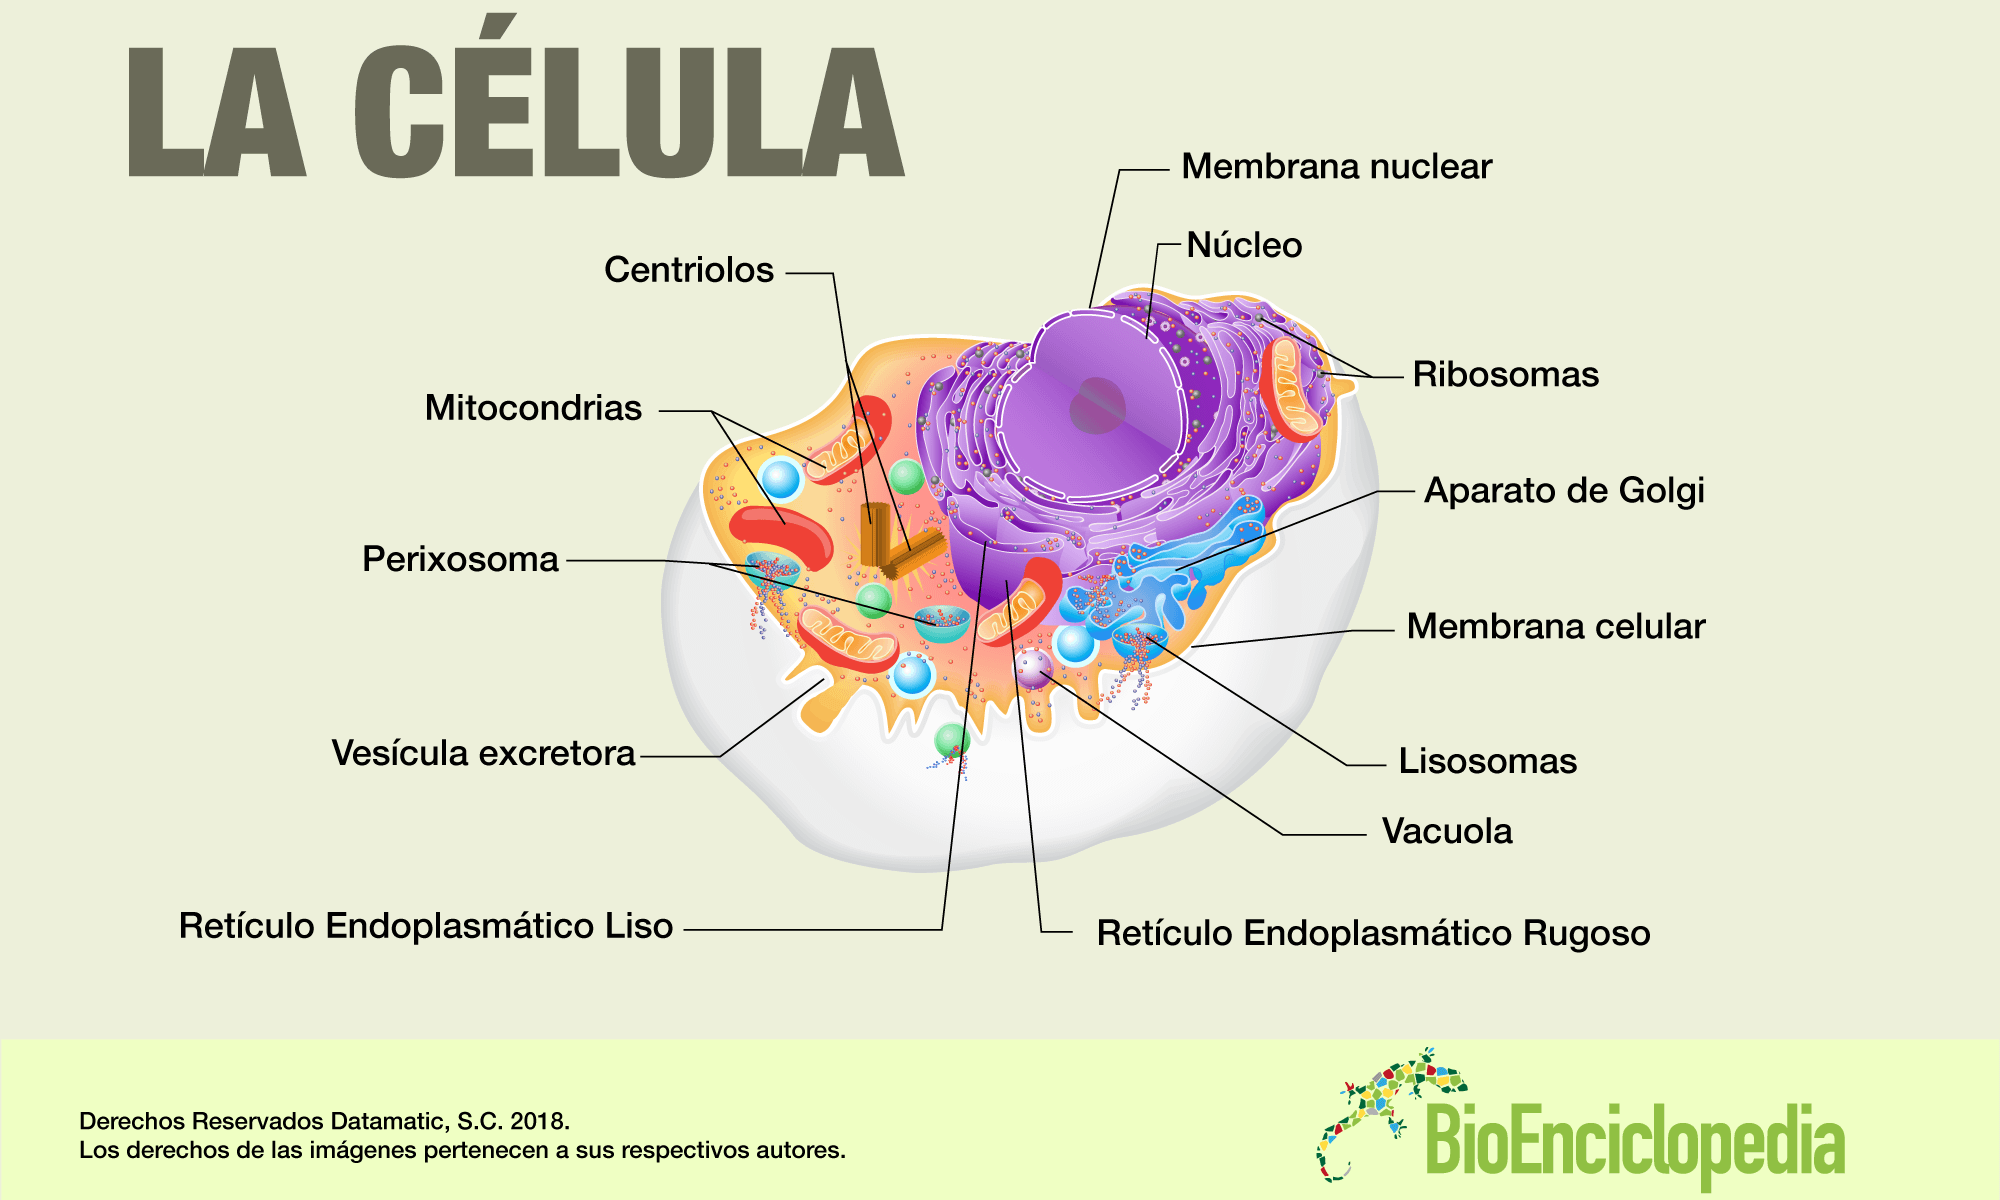 LA CÉLULA
Membrana nuclear
Núcleo
Centriolos
Ribosomas
Mitocondrias
Aparato de Golgi
Perixosoma
Membrana celular
Vesícula excretora
Lisosomas
Vacuola
Retículo Endoplasmático Liso
Retículo Endoplasmático Rugoso
Derechos Reservados Datamatic, S.C. 2018.
Los derechos de las imágenes pertenecen a sus respectivos autores.
BioEnciclopedia